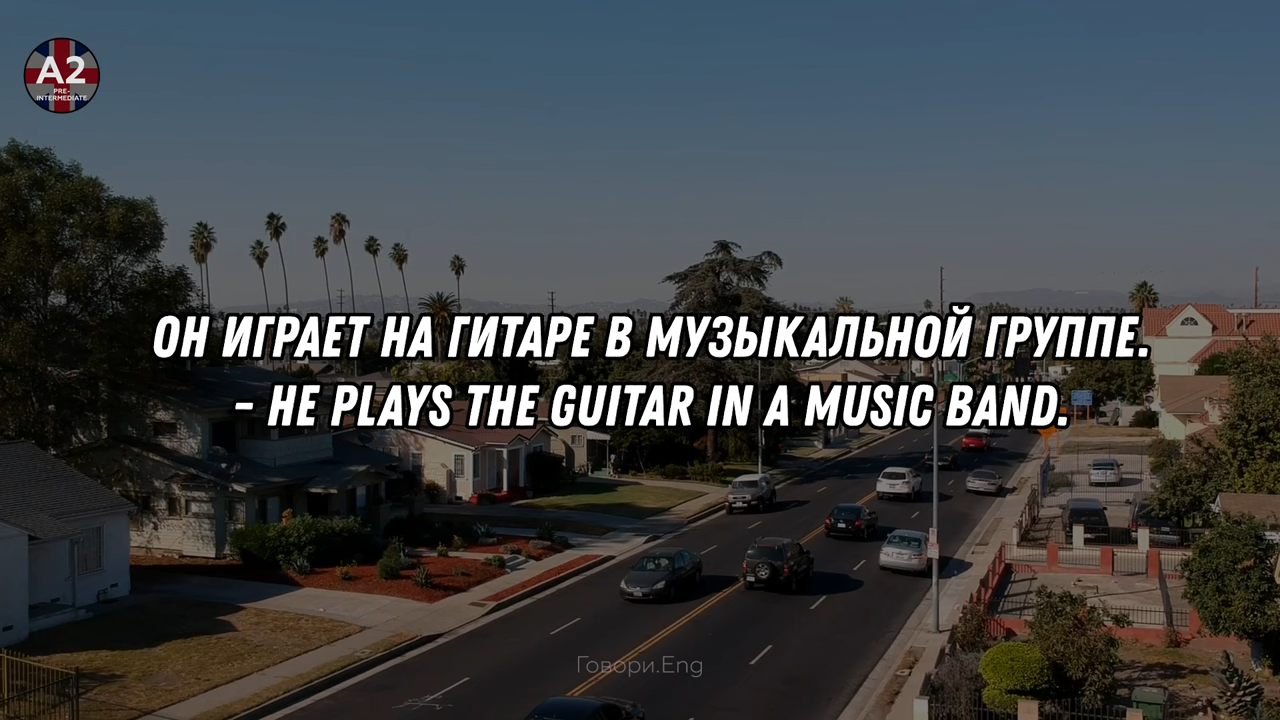 A2
PRE-
INTERMEDIATE
ОН ИГРАЕТ НА ГИТАРЕ В МУЗЫКАЛЬНОЙ ГРУППЕ.
- HE PLAYS THE GUITAR IN A MUSIC BAND.
Говори.Eng